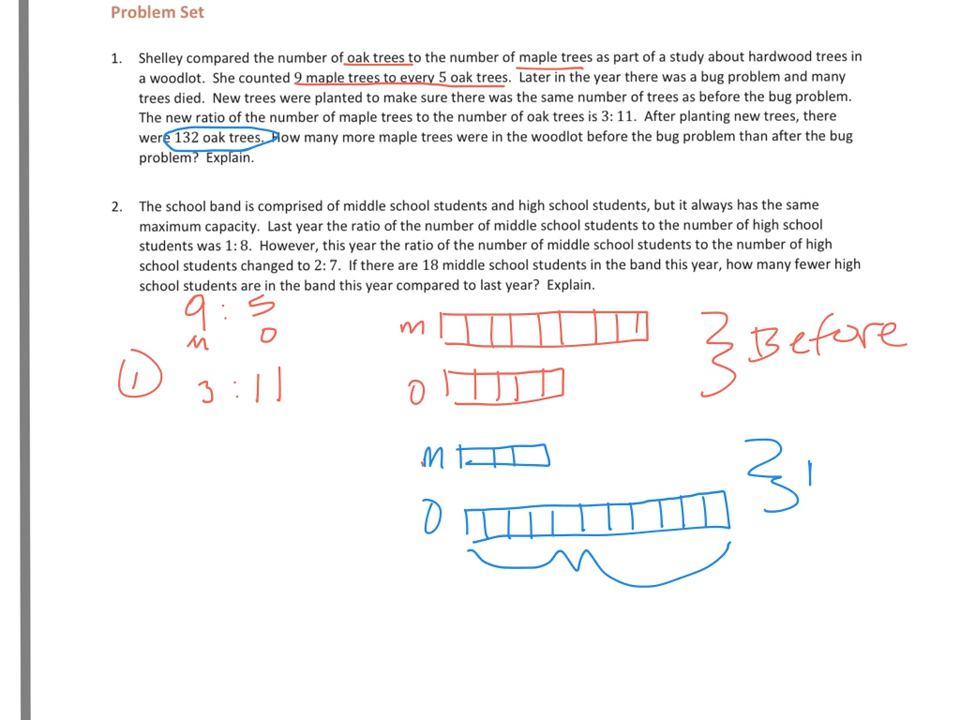 Problem Set
1. Shelley compared the number of oak trees to the number of maple trees as part of a study about hardwood trees in
a woodlot. She counted 9 maple trees to every 5 oak trees. Later in the year there was a bug problem and many
trees died. New trees were planted to make sure there was the same number of trees as before the bug problem.
The new ratio of the number of maple trees to the number of oak trees is 3: 11. After planting new trees, there
were 132 oak trees. How many more maple trees were in the woodlot before the bug problem than after the bug
problem? Explain.
2. The school band is comprised of middle school students and high school students, but it always has the same
maximum capacity. Last year the ratio of the number of middle school students to the number of high school
students was 1: 8. However, this year the ratio of the number of middle school students to the number of high
school students changed to 2: 7. If there are 18 middle school students in the band this year, how many fewer high
school students are in the band this year compared to last year? Explain.
9 : 5
M O
1 3 : 11
M
O
Before
M
O